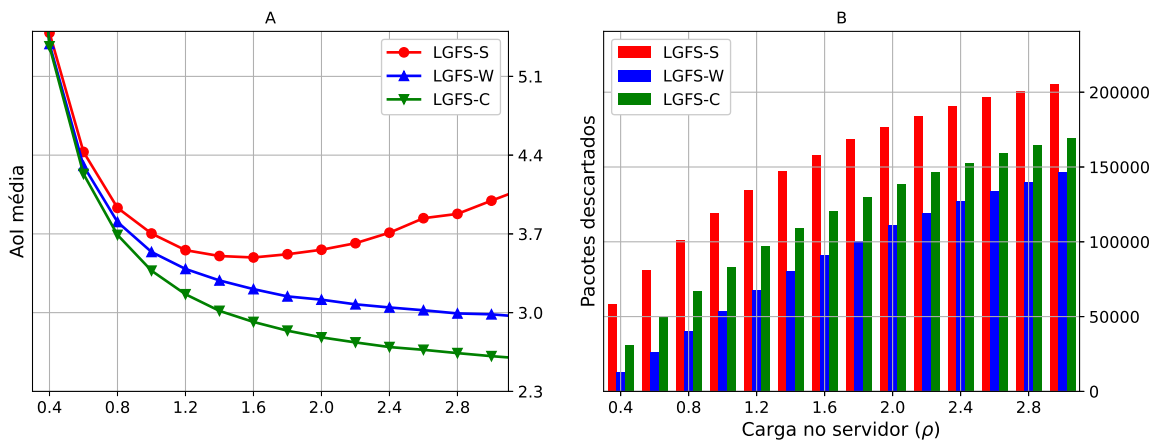 A
LGFS-S
LGFS-W
LGFS-C
AoI média
5.1
4.4
3.7
3.0
2.3
0.4 0.8 1.2 1.6 2.0 2.4 2.8
B
LGFS-S
LGFS-W
LGFS-C
Pacotes descartados
200000
150000
100000
50000
0
0.4 0.8 1.2 1.6 2.0 2.4 2.8
Carga no servidor (ρ)